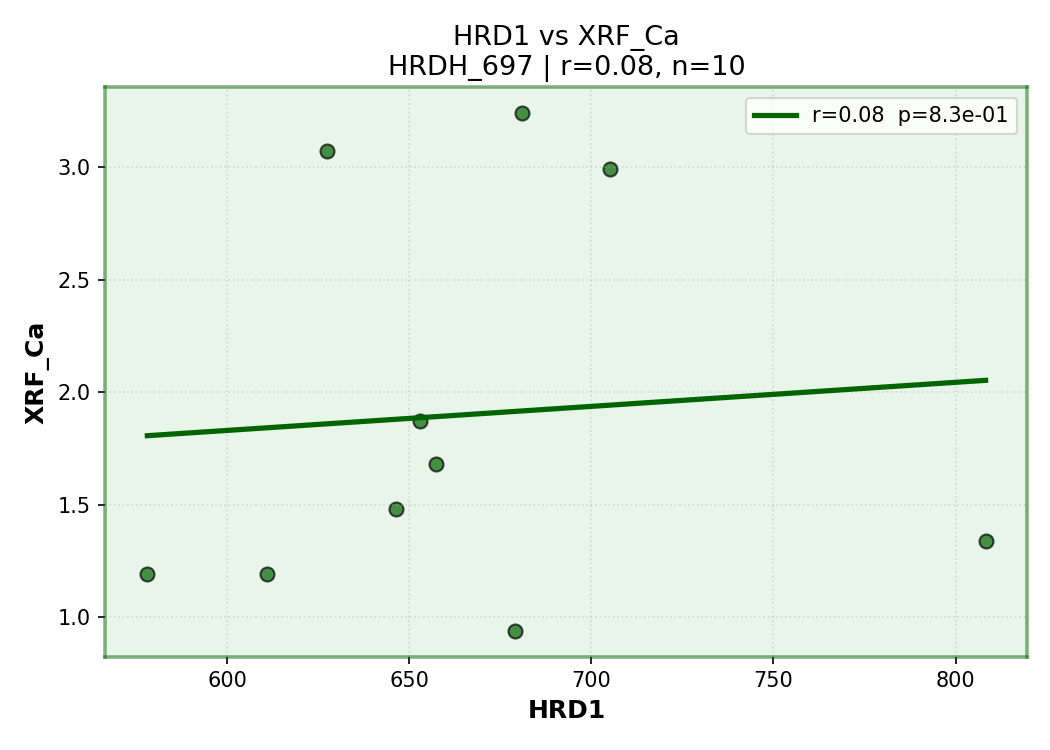 HRD1 vs XRF_Ca
HRDH_697 | r=0.08, n=10
r=0.08  p=8.3e-01
XRF_Ca
3.0
2.5
2.0
1.5
1.0
600
650
700
750
800
HRD1